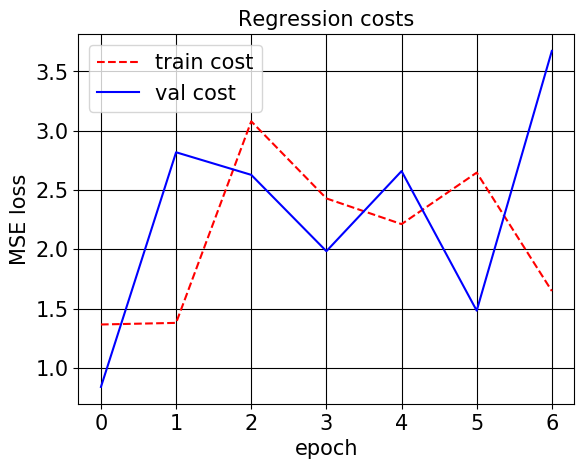 Regression costs
train cost
val cost
MSE loss
3.5
3.0
2.5
2.0
1.5
1.0
0 1 2 3 4 5 6
epoch